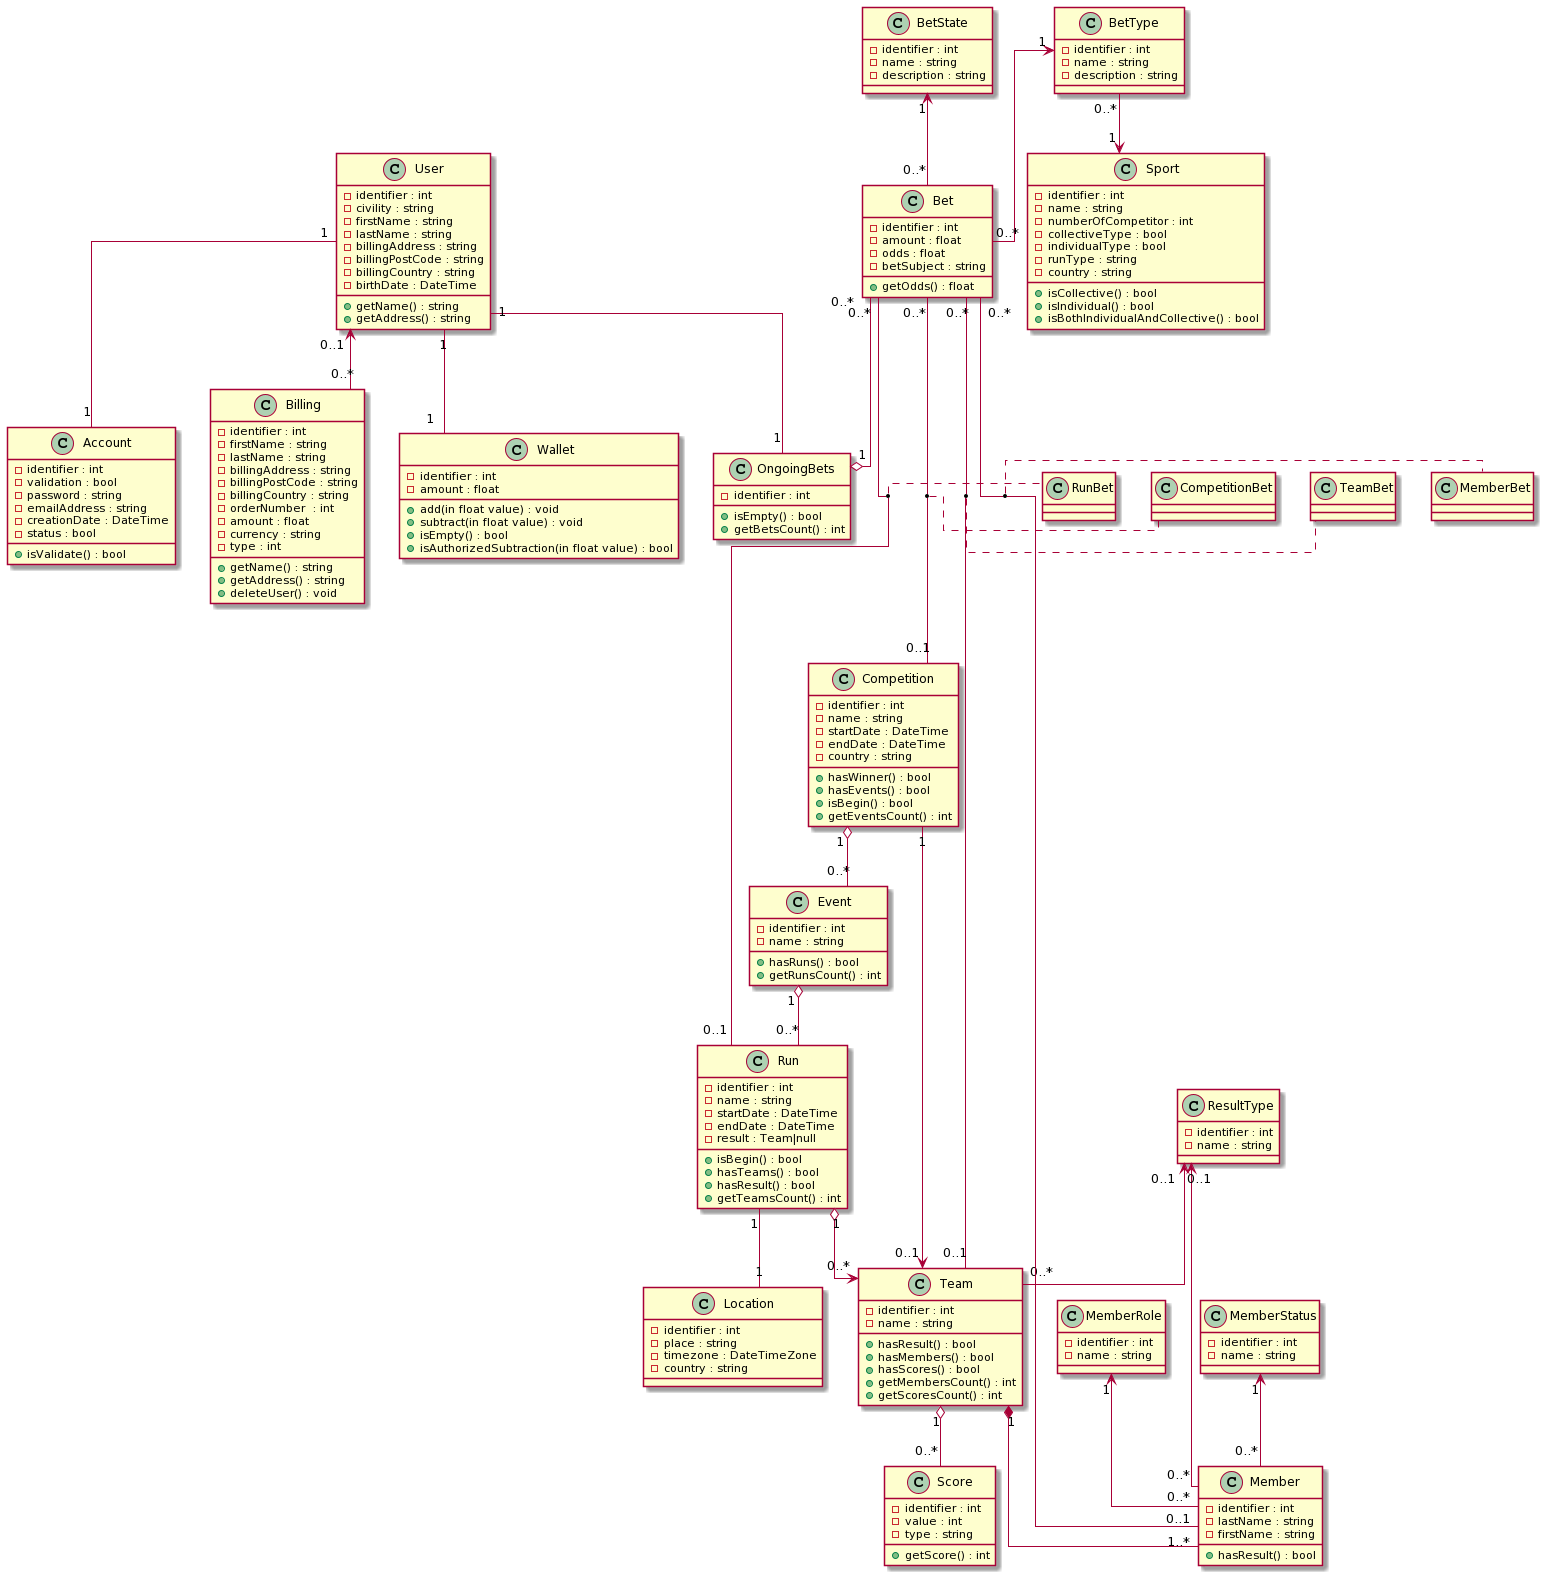 C BetState
identifier : int
name : string
description : string
C BetType
identifier : int
name : string
description : string
1
1
0..*
1
0..*
0..*
C User
identifier : int
civility : string
firstName : string
lastName : string
billingAddress : string
billingPostCode : string
billingCountry : string
birthDate : DateTime
getName() : string
getAddress() : string
C Bet
identifier : int
amount : float
odds : float
betSubject : string
getOdds() : float
C Sport
identifier : int
name : string
numberOfCompetitor : int
collectiveType : bool
individualType : bool
runType : string
country : string
isCollective() : bool
isIndividual() : bool
isBothIndividualAndCollective() : bool
1
1
0..1
1
0..*
0..*
0..*
0..*
0..*
0..*
1
1
1
1
C Account
identifier : int
validation : bool
password : string
emailAddress : string
creationDate : DateTime
status : bool
isValidate() : bool
C Billing
identifier : int
firstName : string
lastName : string
billingAddress : string
billingPostCode : string
billingCountry : string
orderNumber : int
amount : float
currency : string
type : int
getName() : string
getAddress() : string
deleteUser() : void
C Wallet
identifier : int
amount : float
add(in float value) : void
subtract(in float value) : void
isEmpty() : bool
isAuthorizedSubtraction(in float value) : bool
C OngoingBets
identifier : int
isEmpty() : bool
getBetsCount() : int
C RunBet
C CompetitionBet
C TeamBet
C MemberBet
0..1
C Competition
identifier : int
name : string
startDate : DateTime
endDate : DateTime
country : string
hasWinner() : bool
hasEvents() : bool
isBegin() : bool
getEventsCount() : int
1
1
0..*
C Event
identifier : int
name : string
hasRuns() : bool
getRunsCount() : int
1
0..1
0..*
C Run
identifier : int
name : string
startDate : DateTime
endDate : DateTime
result : Team|null
isBegin() : bool
hasTeams() : bool
hasResult() : bool
getTeamsCount() : int
C ResultType
identifier : int
name : string
0..1
0..1
1
1
0..1
0..1
1
0..*
0..*
C Location
identifier : int
place : string
timezone : DateTimeZone
country : string
C Team
identifier : int
name : string
hasResult() : bool
hasMembers() : bool
hasScores() : bool
getMembersCount() : int
getScoresCount() : int
C MemberRole
identifier : int
name : string
C MemberStatus
identifier : int
name : string
1
1
1
1
0..*
0..*
0..*
0..*
0..1
1..*
C Score
identifier : int
value : int
type : string
getScore() : int
C Member
identifier : int
lastName : string
firstName : string
hasResult() : bool